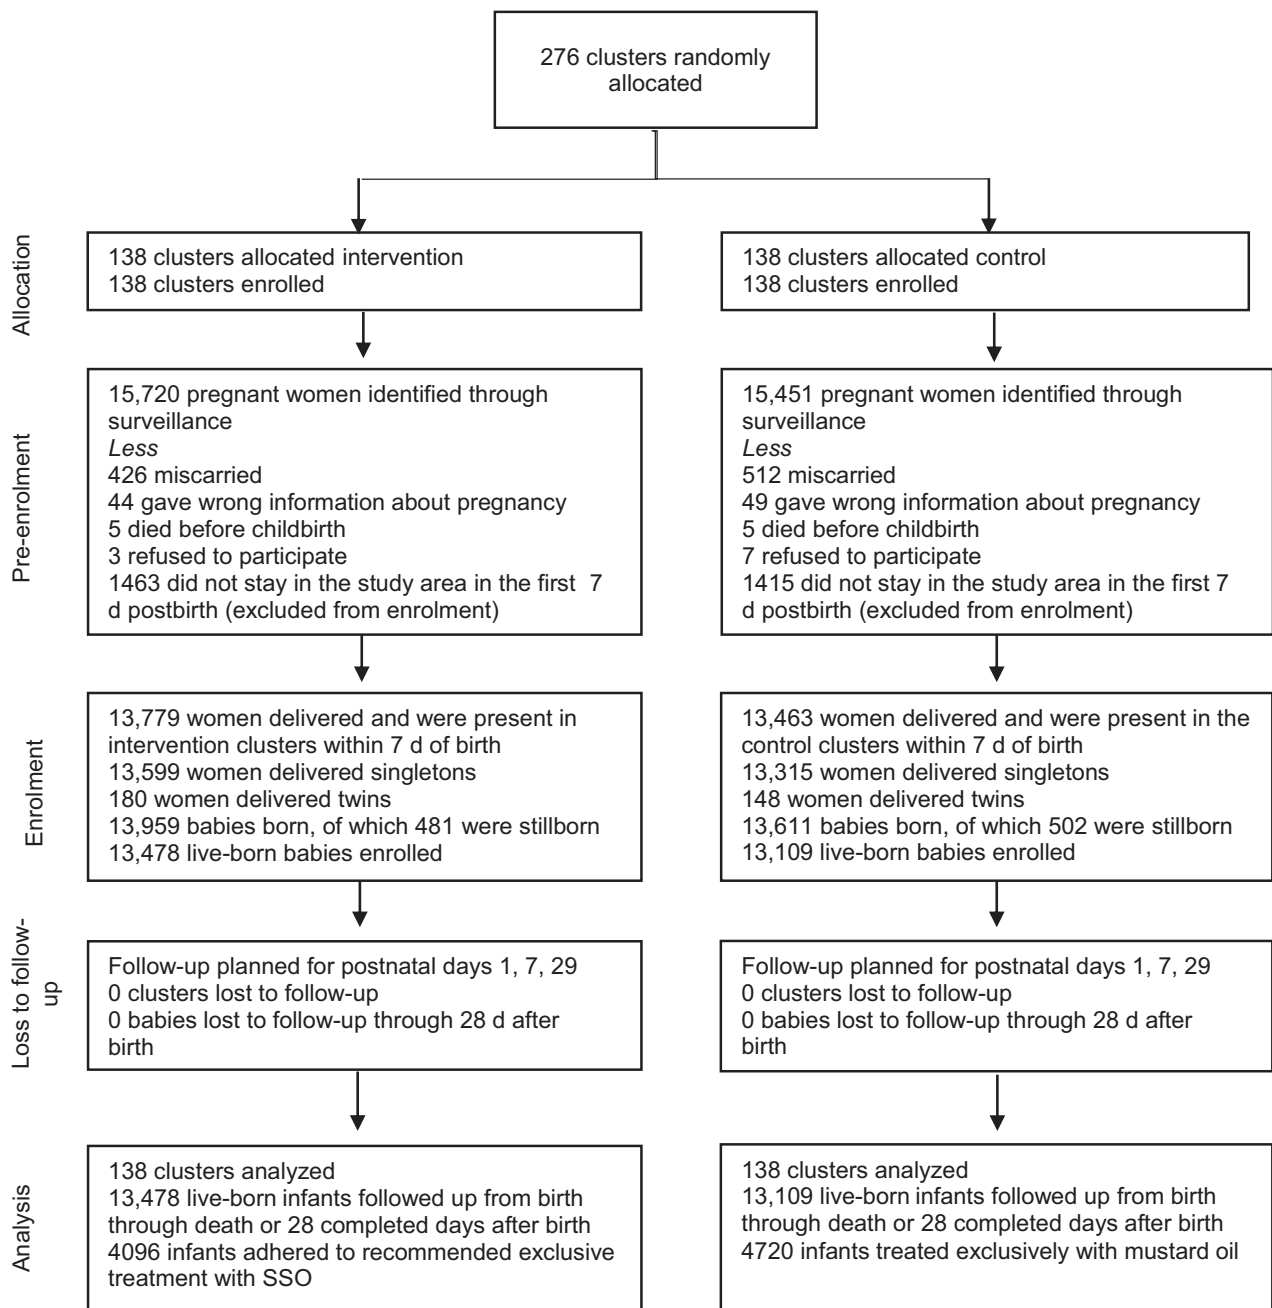 276 clusters randomly
allocated
Allocation
138 clusters allocated intervention
138 clusters enrolled
138 clusters allocated control
138 clusters enrolled
Pre-enrolment
15,720 pregnant women identified through
surveillance
Less
426 miscarried
44 gave wrong information about pregnancy
5 died before childbirth
3 refused to participate
1463 did not stay in the study area in the first 7
d postbirth (excluded from enrolment)
15,451 pregnant women identified through
surveillance
Less
512 miscarried
49 gave wrong information about pregnancy
5 died before childbirth
7 refused to participate
1415 did not stay in the study area in the first 7
d postbirth (excluded from enrolment)
Enrolment
13,779 women delivered and were present in
intervention clusters within 7 d of birth
13,599 women delivered singletons
180 women delivered twins
13,959 babies born, of which 481 were stillborn
13,478 live-born babies enrolled
13,463 women delivered and were present in the
control clusters within 7 d of birth
13,315 women delivered singletons
148 women delivered twins
13,611 babies born, of which 502 were stillborn
13,109 live-born babies enrolled
Loss to follow-
up
Follow-up planned for postnatal days 1, 7, 29
0 clusters lost to follow-up
0 babies lost to follow-up through 28 d after
birth
Follow-up planned for postnatal days 1, 7, 29
0 clusters lost to follow-up
0 babies lost to follow-up through 28 d after
birth
Analysis
138 clusters analyzed
13,478 live-born infants followed up from birth
through death or 28 completed days after birth
4096 infants adhered to recommended exclusive
treatment with SSO
138 clusters analyzed
13,109 live-born infants followed up from birth
through death or 28 completed days after birth
4720 infants treated exclusively with mustard oil